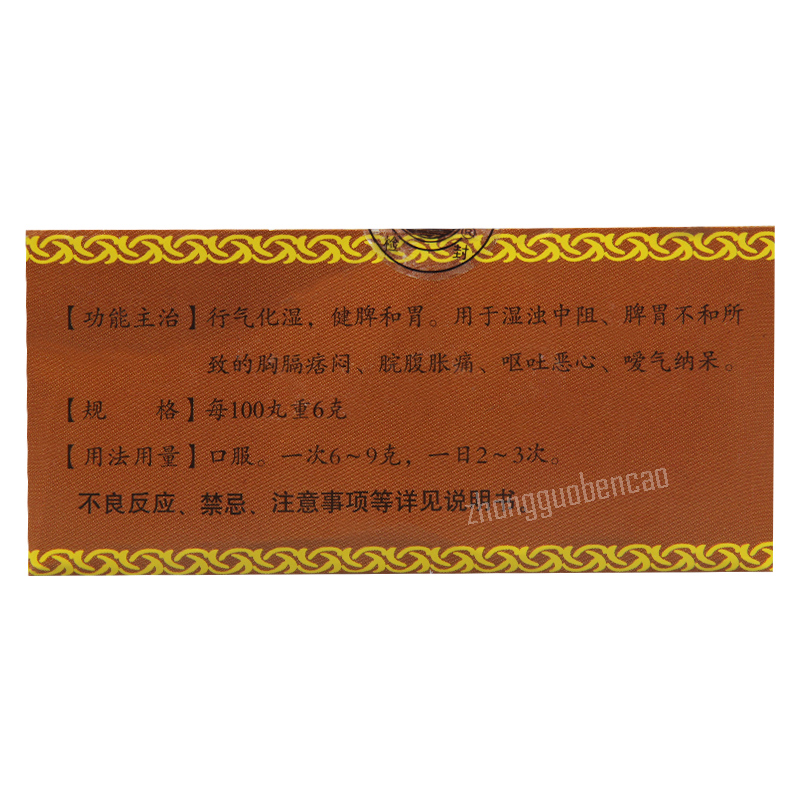 封
【功能主治】行气化湿，健脾和胃。用于湿浊中阻、脾胃不和所
致的胸膈痞闷、脘腹胀痛、呕吐恶心、嗳气纳呆。
【规　　格】每100丸重6克
【用法用量】口服。一次6～9克，一日2～3次。
不良反应、禁忌、注意事项等详见说明书。
zhongguobencao